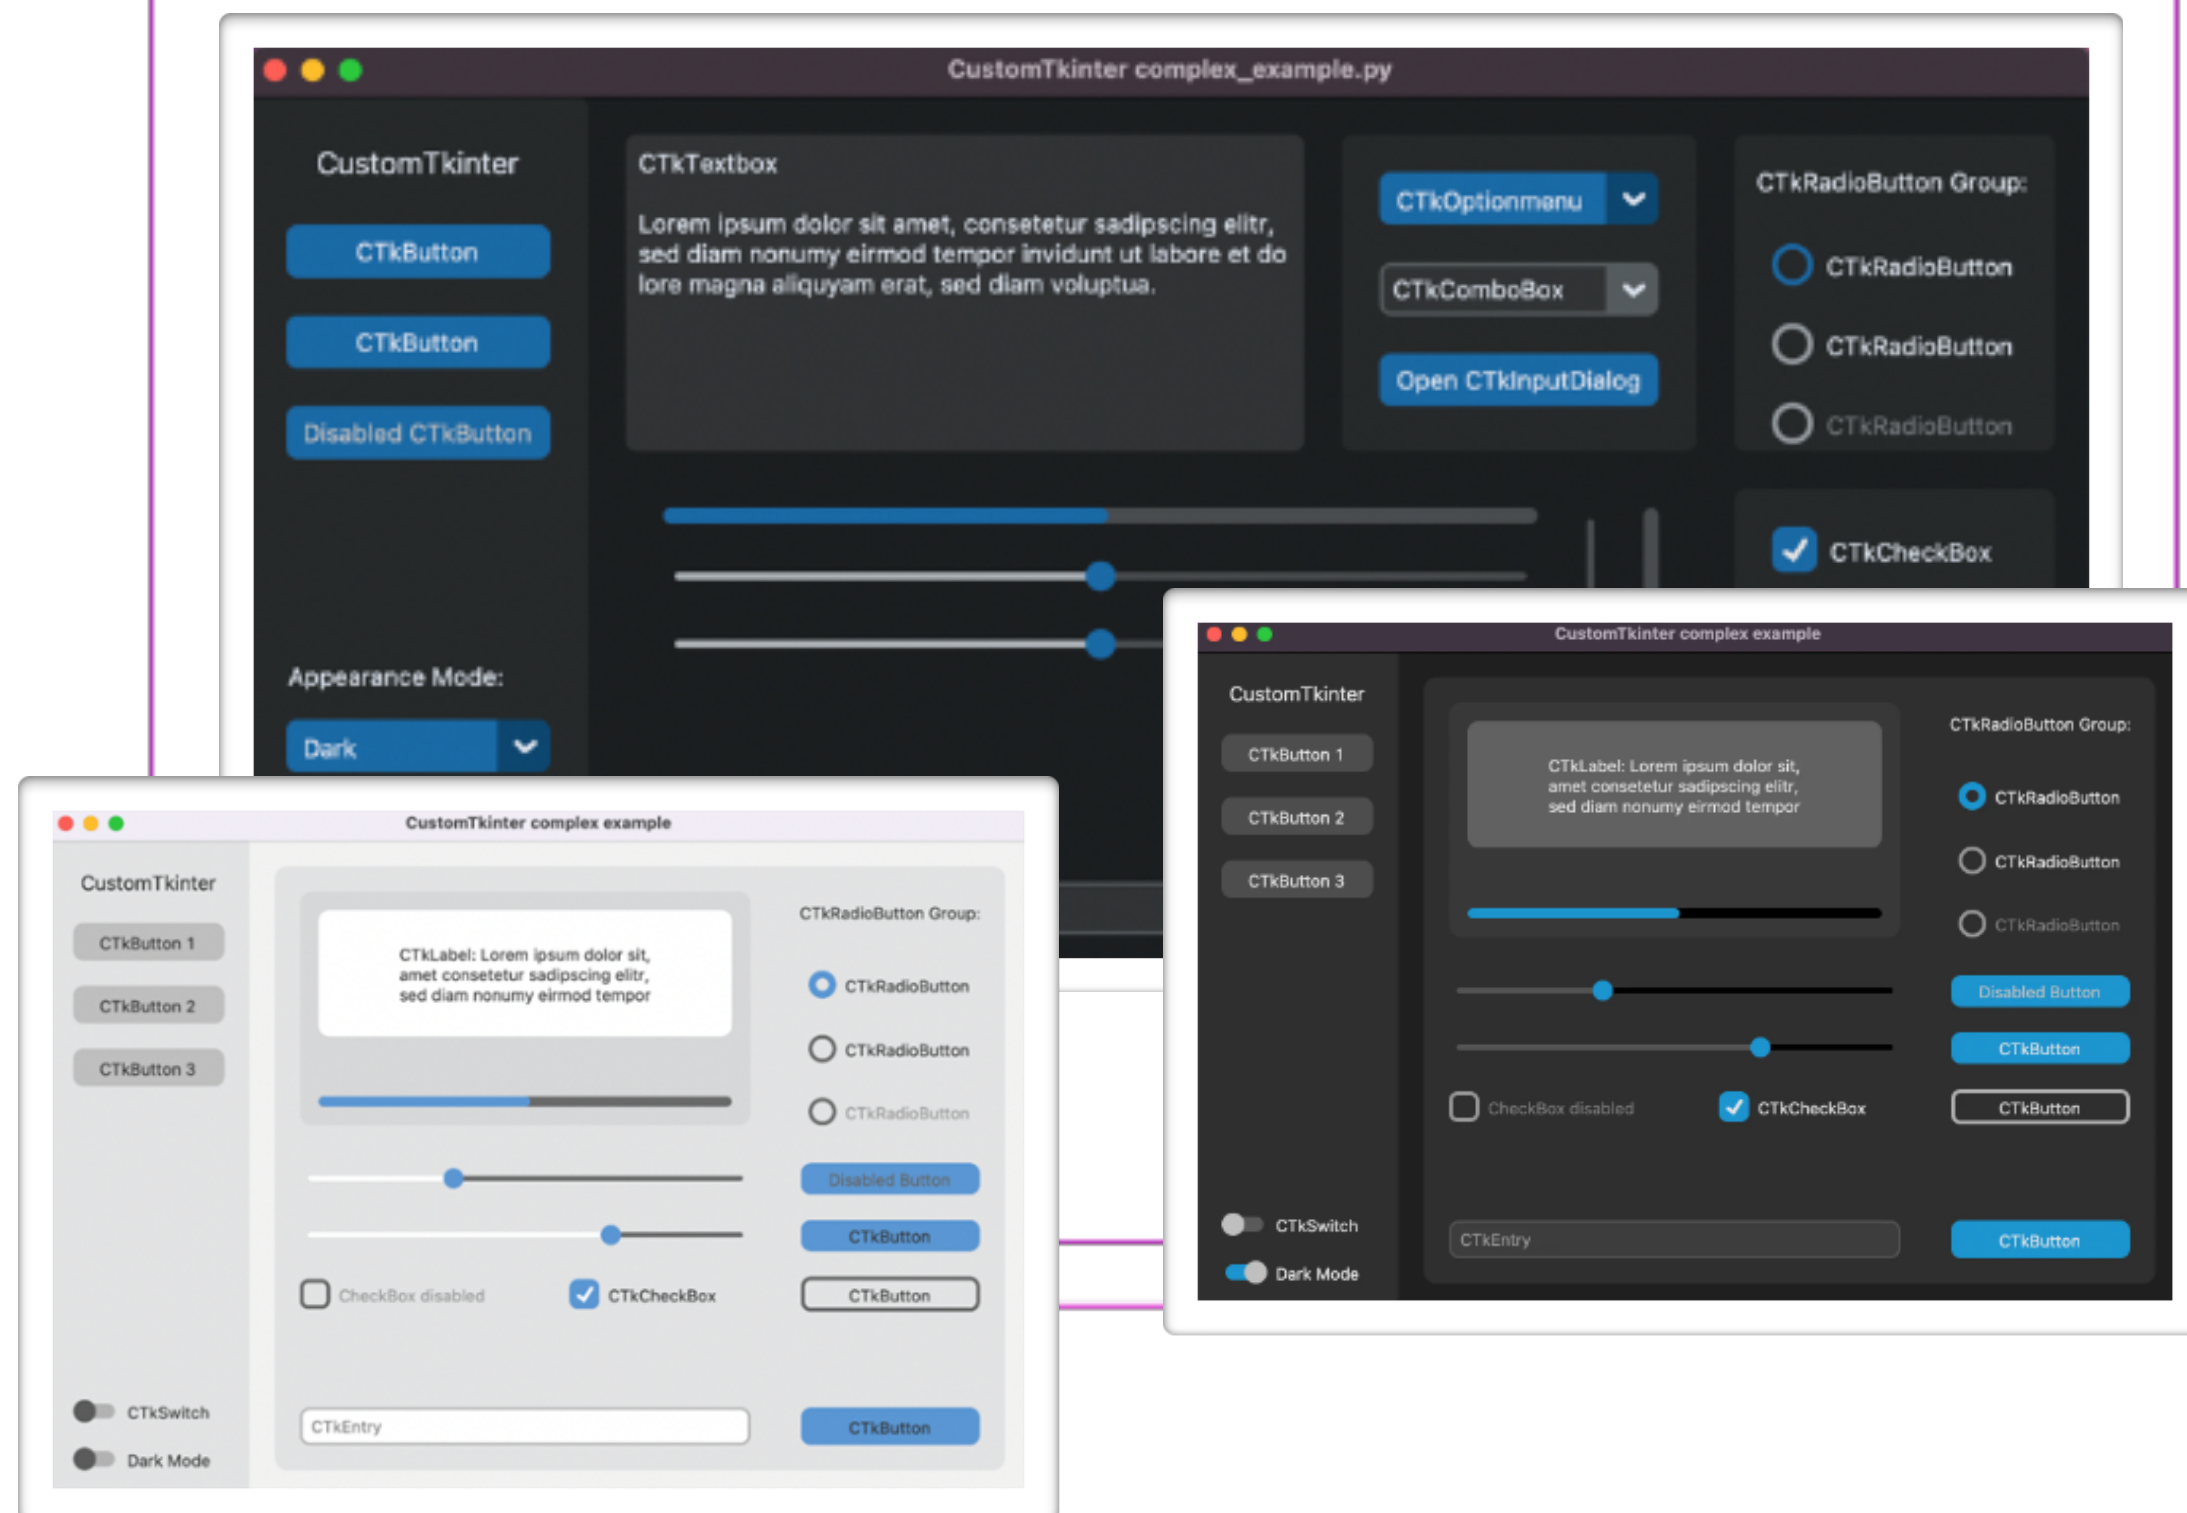 CustomTkinter complex_example.py
CustomTkinter
CTkButton
CTkButton
Disabled CTkButton
Appearance Mode:
Dark
CTkTextbox
Lorem ipsum dolor sit amet, consetetur sadipscing elitr,
sed diam nonumy eirmod tempor invidunt ut labore et do
lore magna aliquyam erat, sed diam voluptua.
CTkOptionmenu
CTkComboBox
Open CTkInputDialog
CTkRadioButton Group:
CTkRadioButton
CTkRadioButton
CTkRadioButton
CTkCheckBox
CustomTkinter complex example
CustomTkinter
CTkButton 1
CTkButton 2
CTkButton 3
CTkSwitch
Dark Mode
CTkLabel: Lorem ipsum dolor sit,
amet consetetur sadipscing elitr,
sed diam nonumy eirmod tempor
CheckBox disabled
CTkCheckBox
CTkEntry
CTkRadioButton Group:
CTkRadioButton
CTkRadioButton
CTkRadioButton
Disabled Button
CTkButton
CTkButton
CTkButton
CustomTkinter complex example
CustomTkinter
CTkButton 1
CTkButton 2
CTkButton 3
CTkSwitch
Dark Mode
CTkLabel: Lorem ipsum dolor sit,
amet consetetur sadipscing elitr,
sed diam nonumy eirmod tempor
CheckBox disabled
CTkCheckBox
CTkEntry
CTkRadioButton Group:
CTkRadioButton
CTkRadioButton
CTkRadioButton
Disabled Button
CTkButton
CTkButton
CTkButton